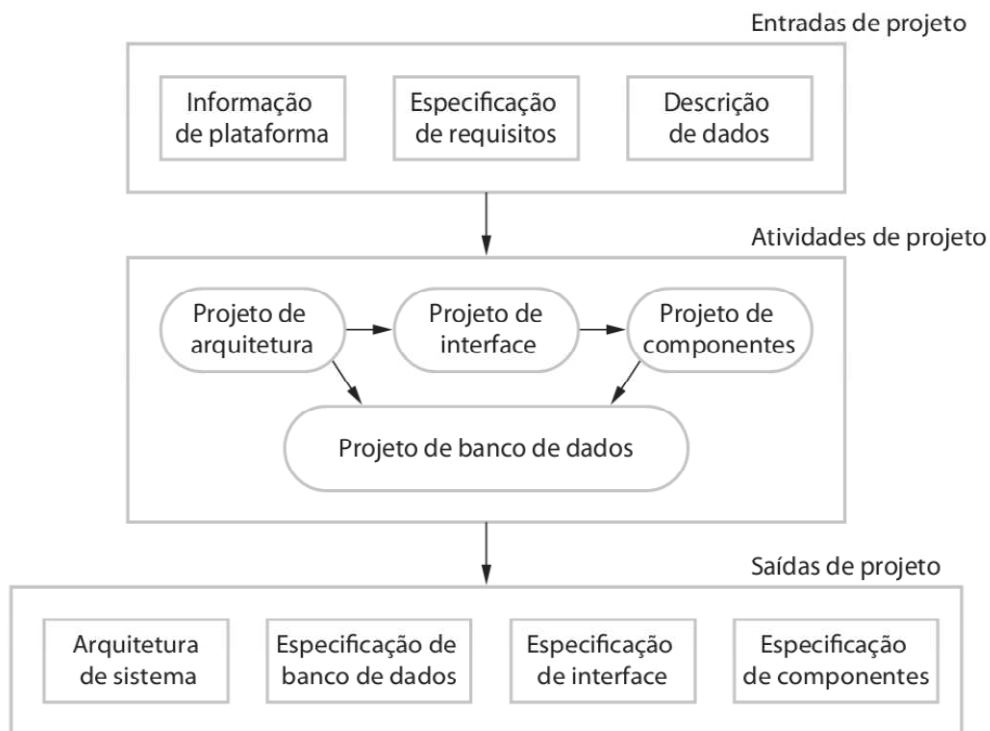 Entradas de projeto
Informação
de plataforma
Especificação
de requisitos
Descrição
de dados
Atividades de projeto
Projeto de
arquitetura
Projeto de
interface
Projeto de
componentes
Projeto de banco de dados
Saídas de projeto
Arquitetura
de sistema
Especificação de
banco de dados
Especificação
de interface
Especificação
de componentes